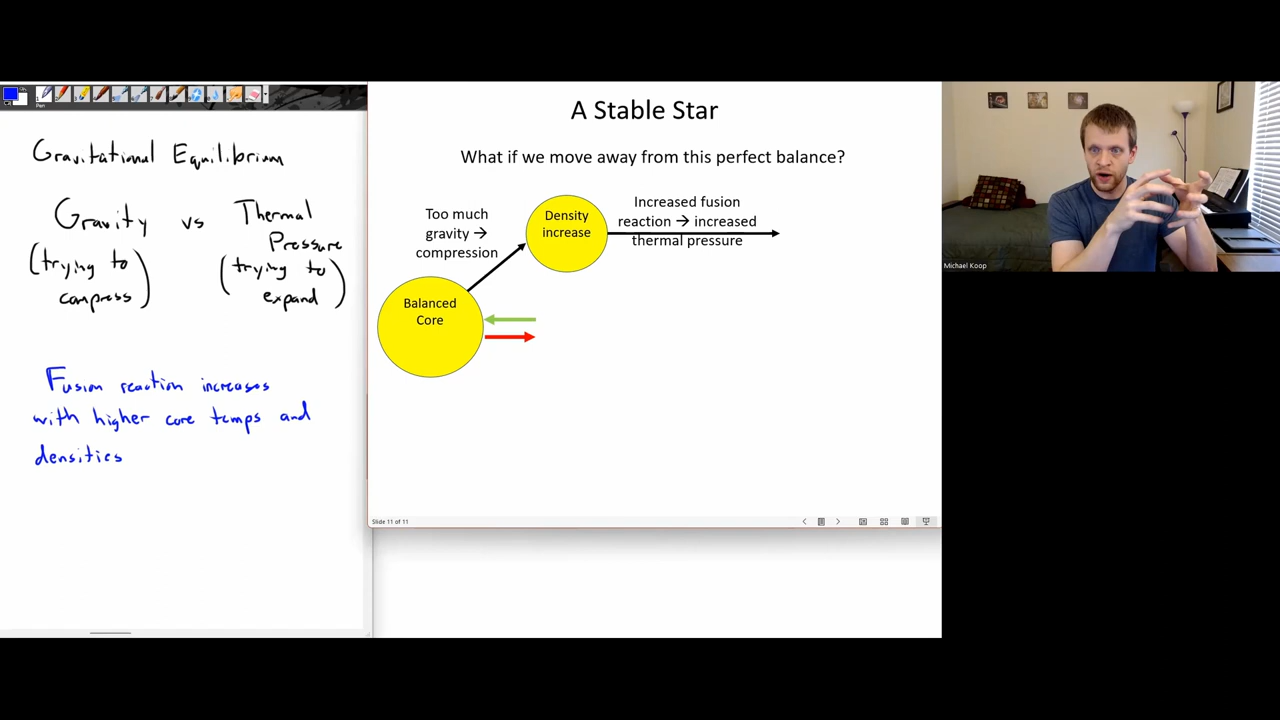 Pen
Gravitational Equilibrium
Gravity vs Thermal
Pressure
(trying to
compress)
(trying to
expand)
Fusion reaction increases
with higher core temps and
densities
A Stable Star
What if we move away from this perfect balance?
Too much
gravity →
compression
Density
increase
Increased fusion
reaction → increased
thermal pressure
Balanced
Core
Slide 11 of 11
Michael Koop